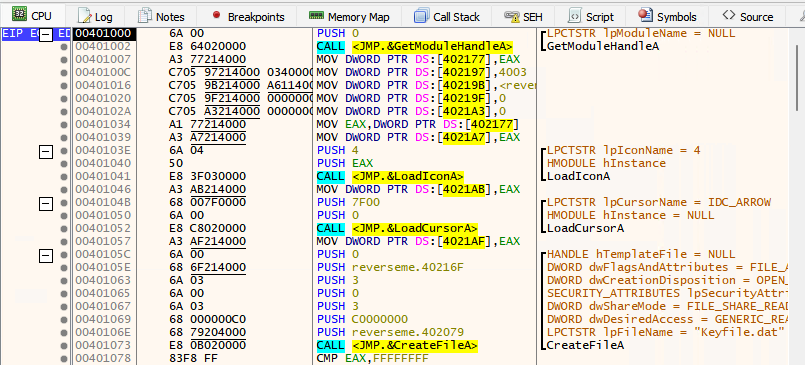 CPU Log Notes Breakpoints Memory Map Call Stack SEH Script Symbols Source
EIP 00401000 6A 00 PUSH 0 LPCTSTR lpModuleName = NULL
00401002 E8 64020000 CALL <JMP.&GetModuleHandleA> GetModuleHandleA
00401007 A3 77214000 MOV DWORD PTR DS:[402177],EAX
0040100C C705 97214000 0340000 MOV DWORD PTR DS:[402197],4003
00401016 C705 9B214000 A611400 MOV DWORD PTR DS:[40219B],<rever
00401020 C705 9F214000 0000000 MOV DWORD PTR DS:[40219F],0
0040102A C705 A3214000 0000000 MOV DWORD PTR DS:[4021A3],0
00401034 A1 77214000 MOV EAX,DWORD PTR DS:[402177]
00401039 A3 A7214000 MOV DWORD PTR DS:[4021A7],EAX
0040103E 6A 04 PUSH 4 LPCTSTR lpIconName = 4
00401040 50 PUSH EAX HMODULE hInstance
00401041 E8 3F030000 CALL <JMP.&LoadIconA> LoadIconA
00401046 A3 AB214000 MOV DWORD PTR DS:[4021AB],EAX
0040104B 68 007F0000 PUSH 7F00 LPCTSTR lpCursorName = IDC_ARROW
00401050 6A 00 PUSH 0 HMODULE hInstance = NULL
00401052 E8 C8020000 CALL <JMP.&LoadCursorA> LoadCursorA
00401057 A3 AF214000 MOV DWORD PTR DS:[4021AF],EAX
0040105C 6A 00 PUSH 0 HANDLE hTemplateFile = NULL
0040105E 68 6F214000 PUSH reverseme.40216F DWORD dwFlagsAndAttributes = FILE_A
00401063 6A 03 PUSH 3 DWORD dwCreationDisposition = OPEN_
00401065 6A 00 PUSH 0 SECURITY_ATTRIBUTES lpSecurityAttri
00401067 6A 03 PUSH 3 DWORD dwShareMode = FILE_SHARE_READ
00401069 68 000000C0 PUSH C0000000 DWORD dwDesiredAccess = GENERIC_REA
0040106E 68 79204000 PUSH reverseme.402079 LPCTSTR lpFileName = "Keyfile.dat"
00401073 E8 0B020000 CALL <JMP.&CreateFileA> CreateFileA
00401078 83F8 FF CMP EAX,FFFFFFFF